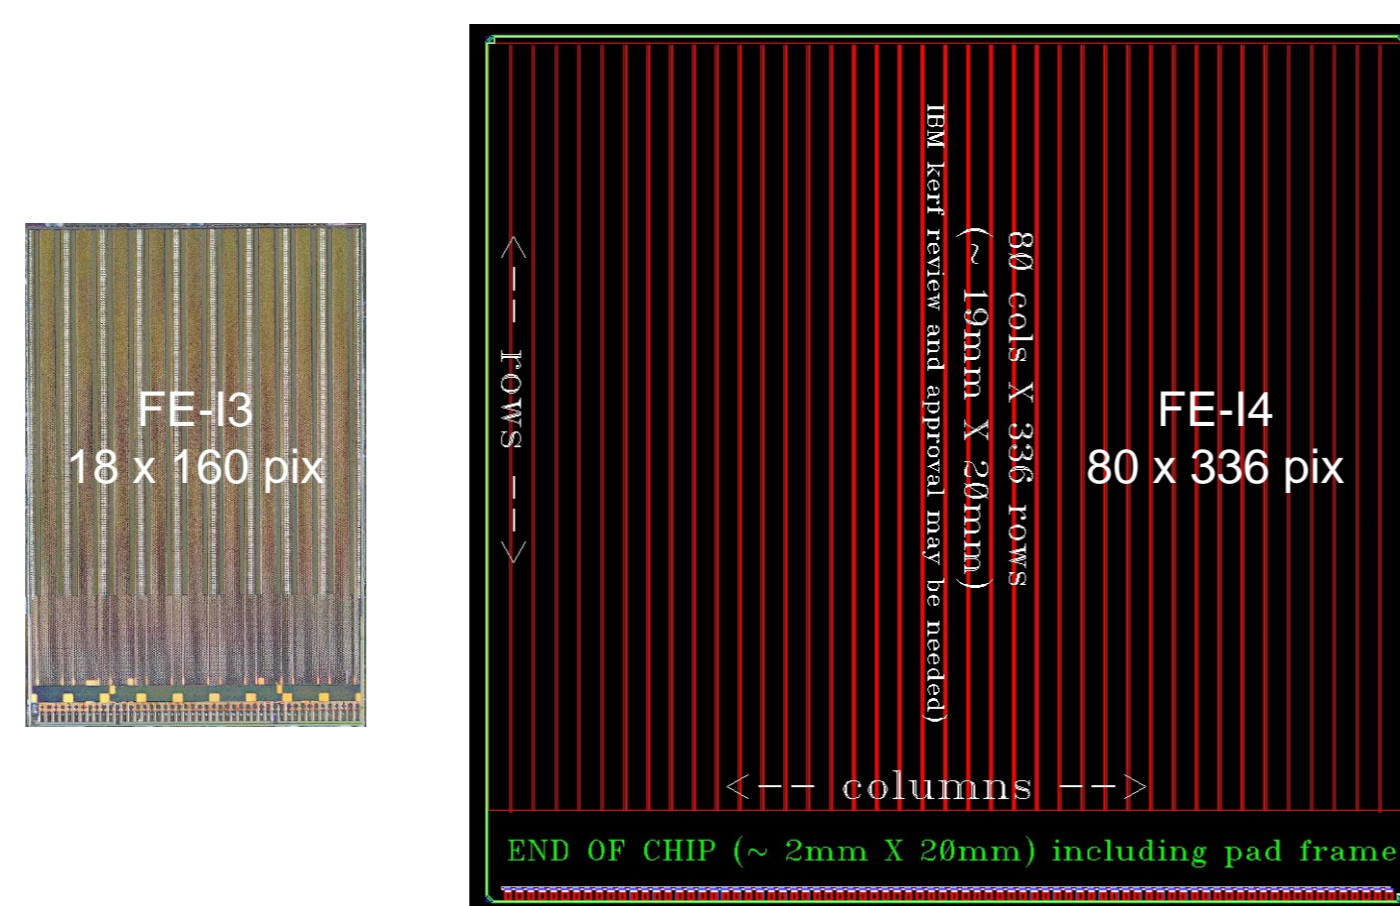 FE-I3
18 x 160 pix
<-- rows -->
IBM kerf review and approval may be needed)
(~ 19mm X 20mm)
80 cols X 336 rows
FE-I4
80 x 336 pix
<-- columns -->
END OF CHIP (~ 2mm X 20mm) including pad frame